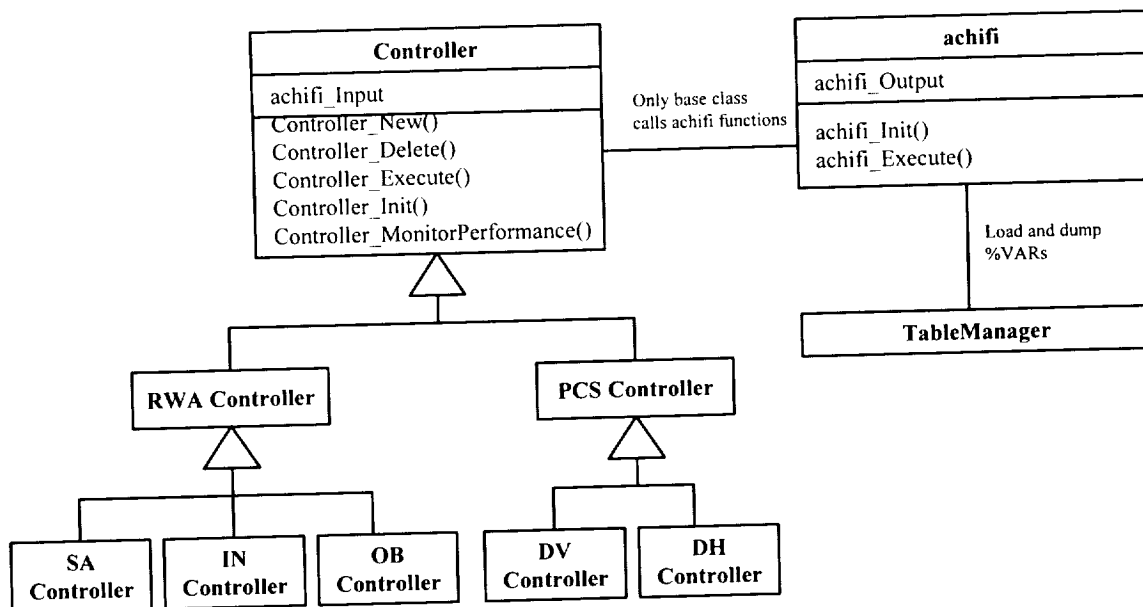 Controller
achifi_Input
Controller_New()
Controller_Delete()
Controller_Execute()
Controller_Init()
Controller_MonitorPerformance()
Only base class
calls achifi functions
achifi
achifi_Output
achifi_Init()
achifi_Execute()
Load and dump
%VARs
TableManager
RWA Controller
PCS Controller
SA
Controller
IN
Controller
OB
Controller
DV
Controller
DH
Controller